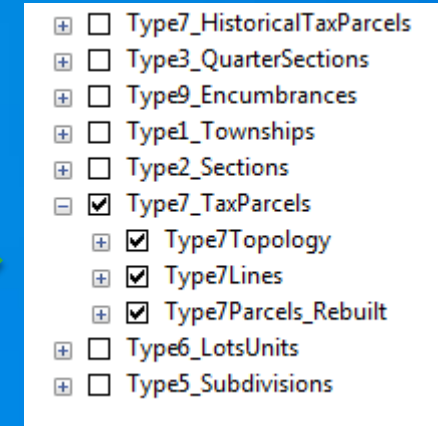 Type7_HistoricalTaxParcels
Type3_QuarterSections
Type9_Encumbrances
Type1_Townships
Type2_Sections
Type7_TaxParcels
Type7Topology
Type7Lines
Type7Parcels_Rebuilt
Type6_LotsUnits
Type5_Subdivisions